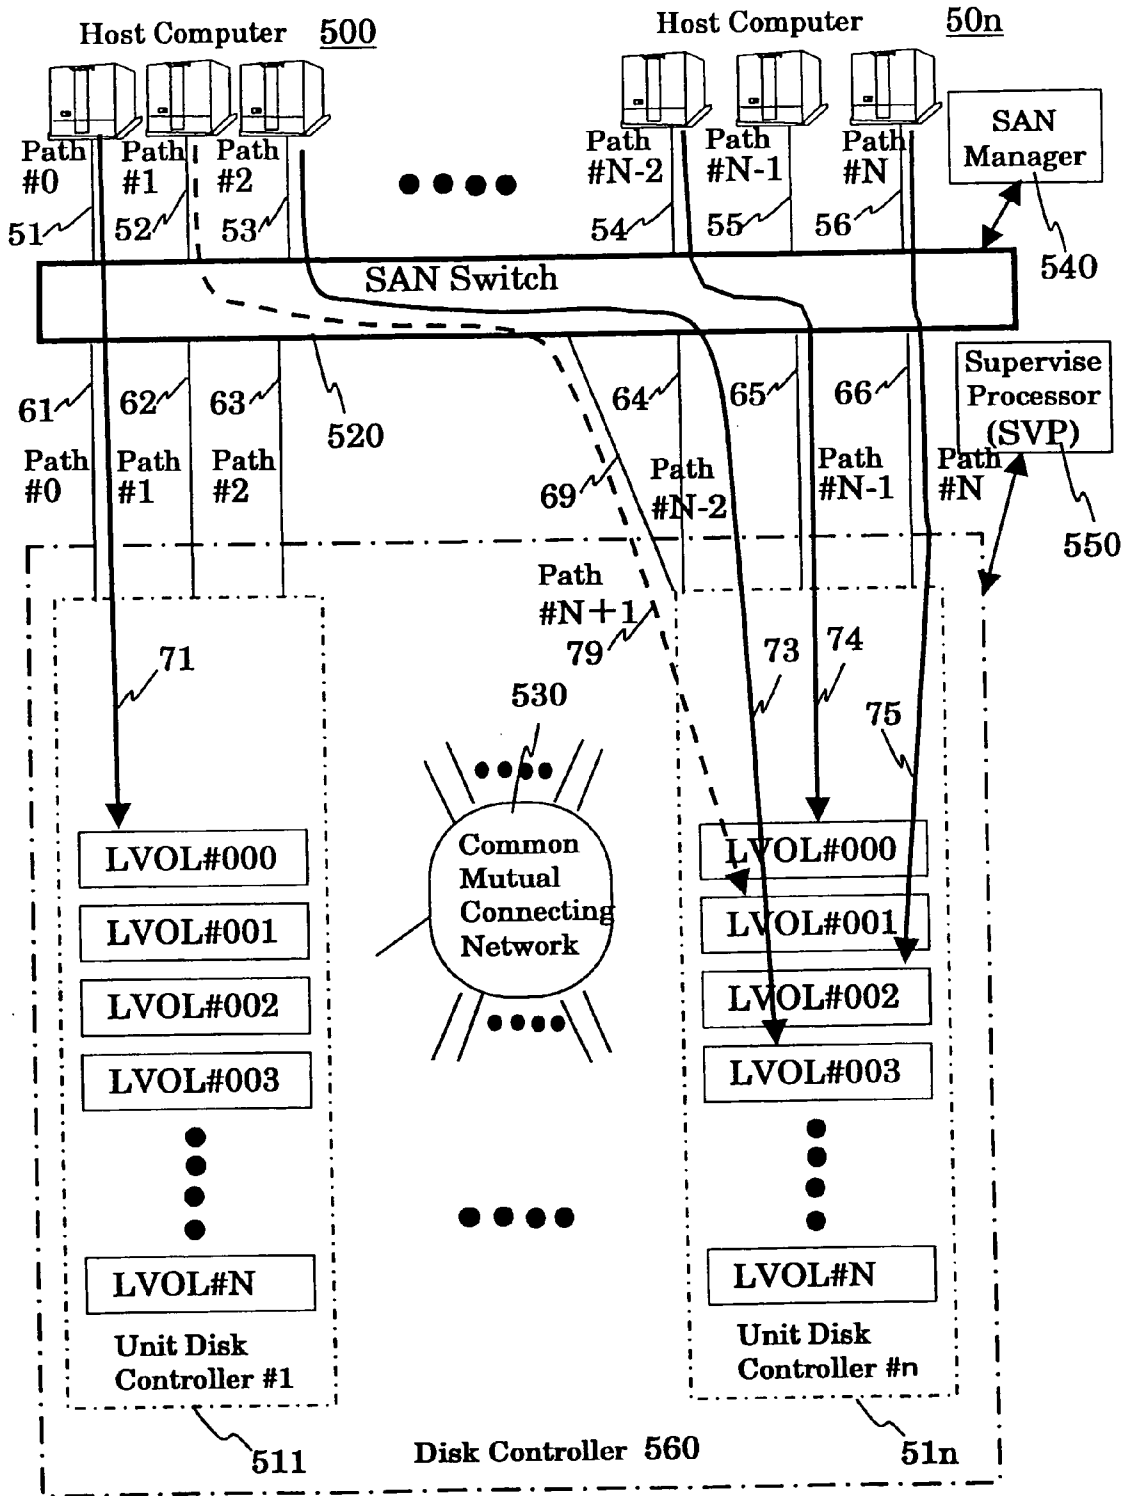 Host Computer 500
Host Computer 50n
SAN
Manager
Path
#0
Path
#1
Path
#2
Path
#N-2
Path
#N-1
Path
#N
51
52
53
54
55
56
540
SAN Switch
61
62
63
520
64
65
66
Supervise
Processor
(SVP)
550
Path
#0
Path
#1
Path
#2
69
Path
#N-2
Path
#N-1
Path
#N
Path
#N+1
79
71
530
73
74
75
Common
Mutual
Connecting
Network
LVOL#000
LVOL#001
LVOL#002
LVOL#003
LVOL#N
Unit Disk
Controller #1
511
LVOL#000
LVOL#001
LVOL#002
LVOL#003
LVOL#N
Unit Disk
Controller #n
51n
Disk Controller 560